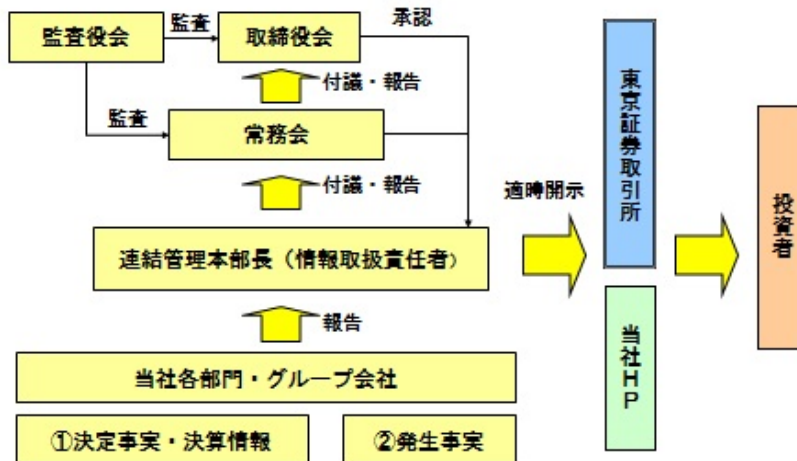 監査役会
監査
取締役会
承認
付議・報告
監査
常務会
付議・報告
適時開示
連結管理本部長（情報取扱責任者）
報告
当社各部門・グループ会社
①決定事実・決算情報
②発生事実
東京証券取引所
当社HP
投資者